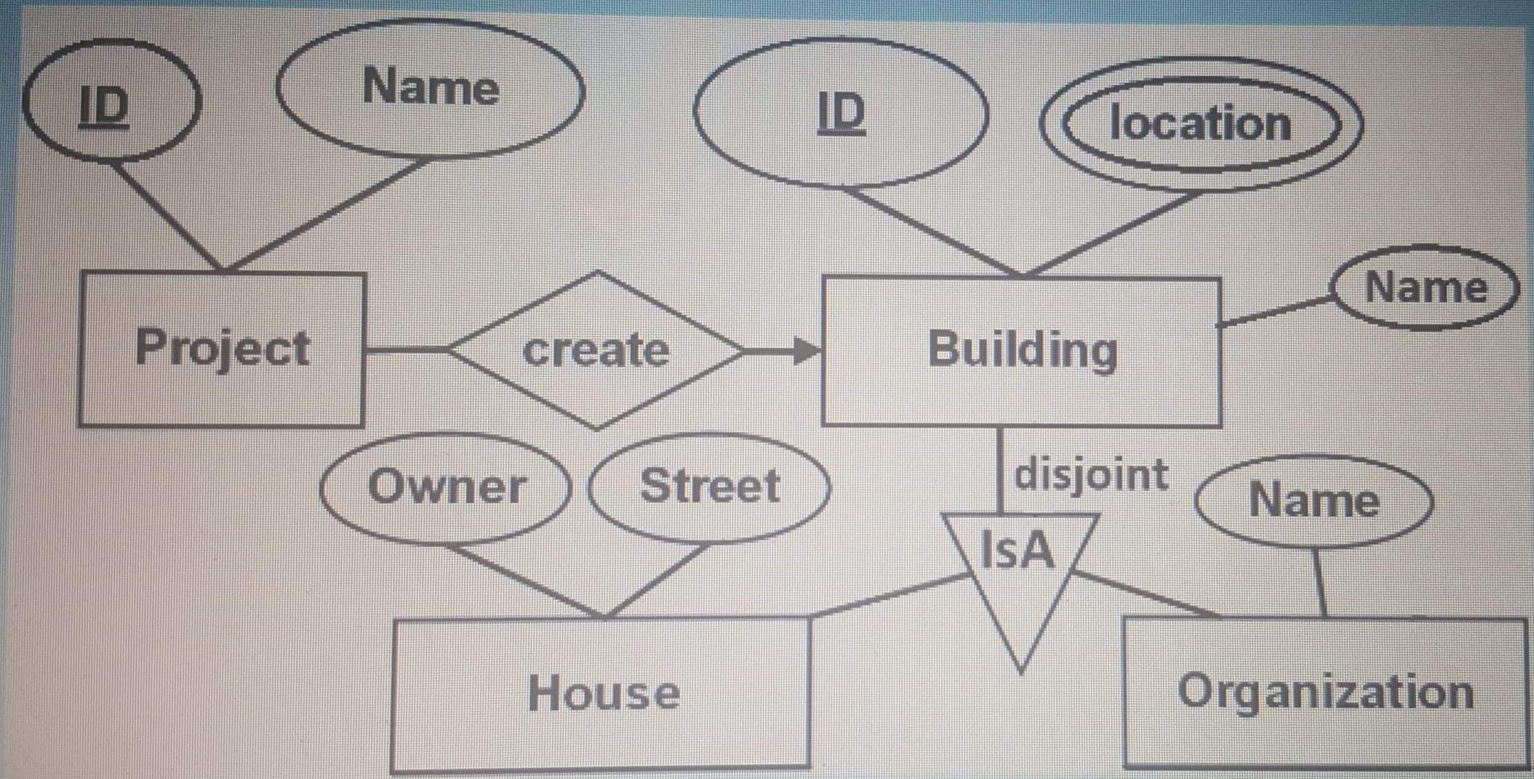 ID
Name
ID
location
Name
Project
create
Building
Owner
Street
disjoint
Name
IsA
House
Organization